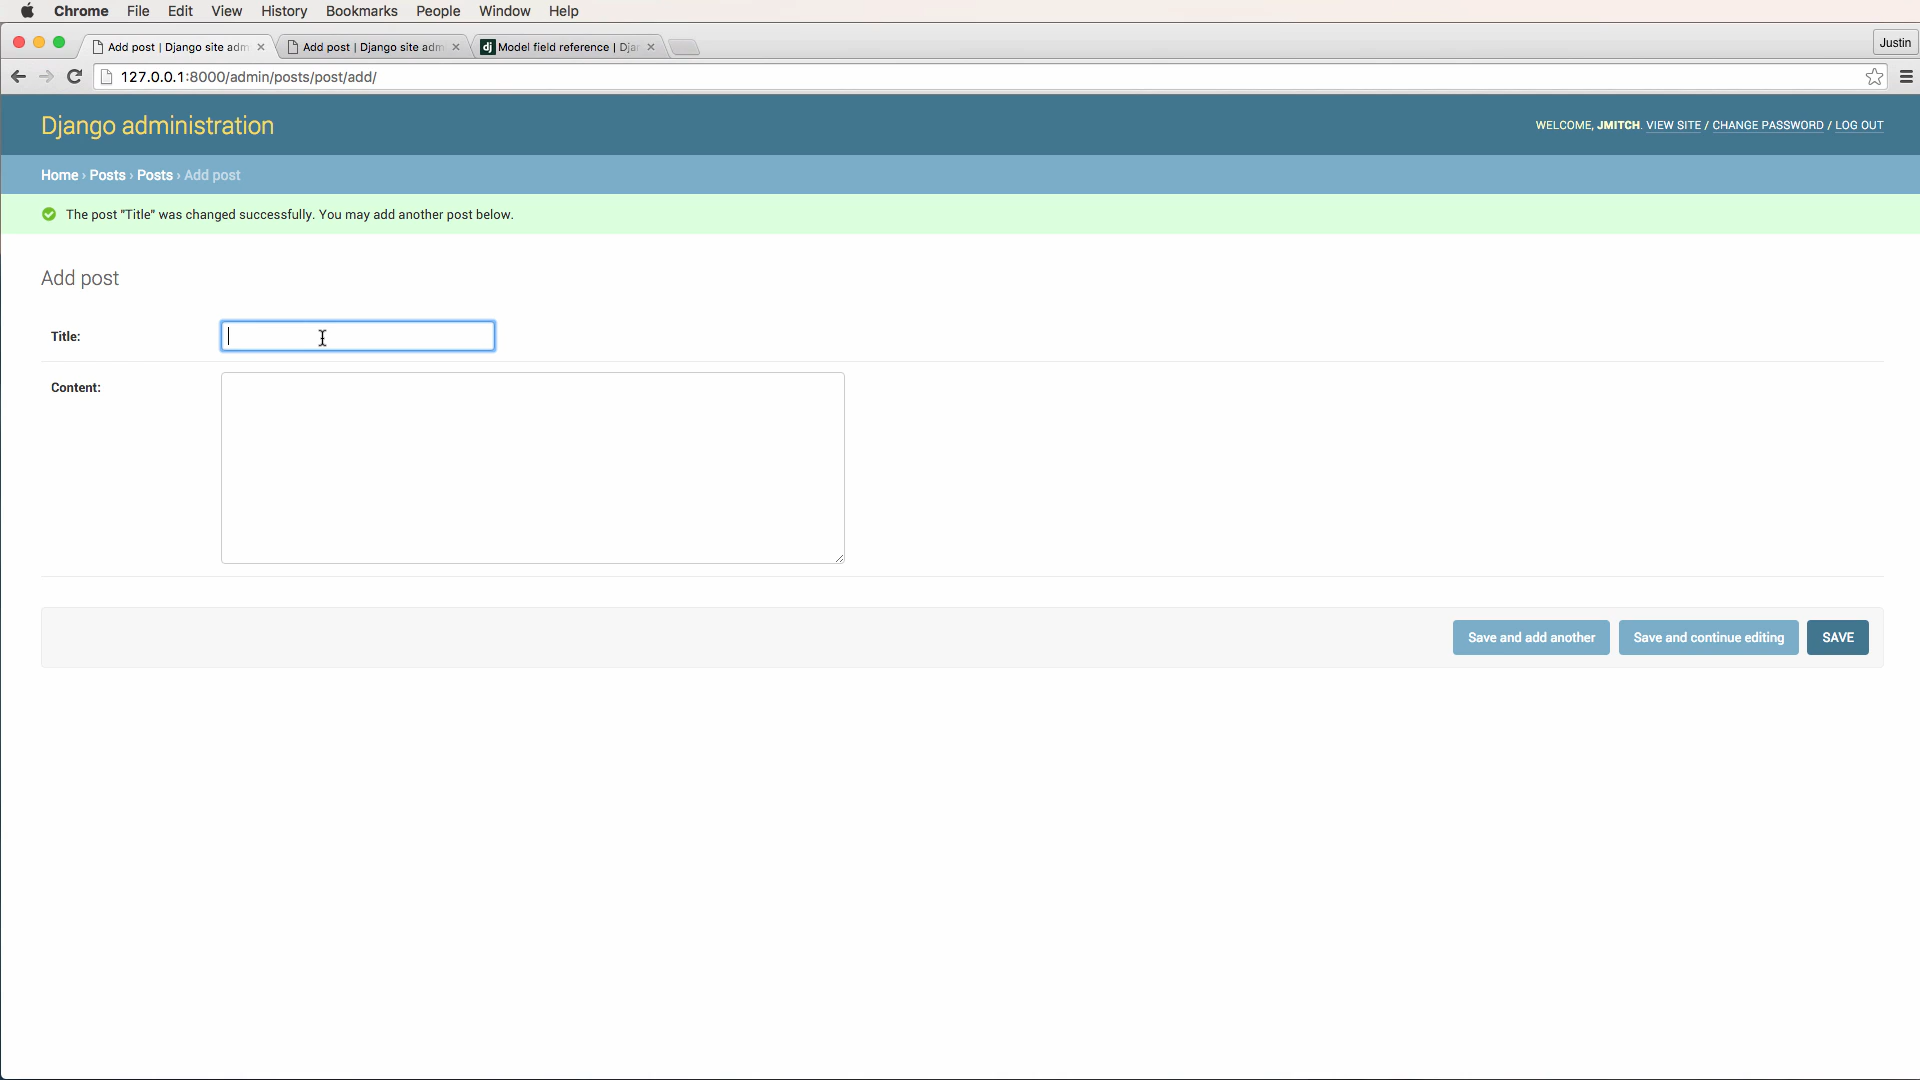 Chrome File Edit View History Bookmarks People Window Help
Add post | Django site adm Add post | Django site adm dj Model field reference | Dja Justin
127.0.0.1:8000/admin/posts/post/add/
Django administration
WELCOME, JMITCH. VIEW SITE / CHANGE PASSWORD / LOG OUT
Home › Posts › Posts › Add post
The post "Title" was changed successfully. You may add another post below.
Add post
Title:
Content:
Save and add another Save and continue editing SAVE